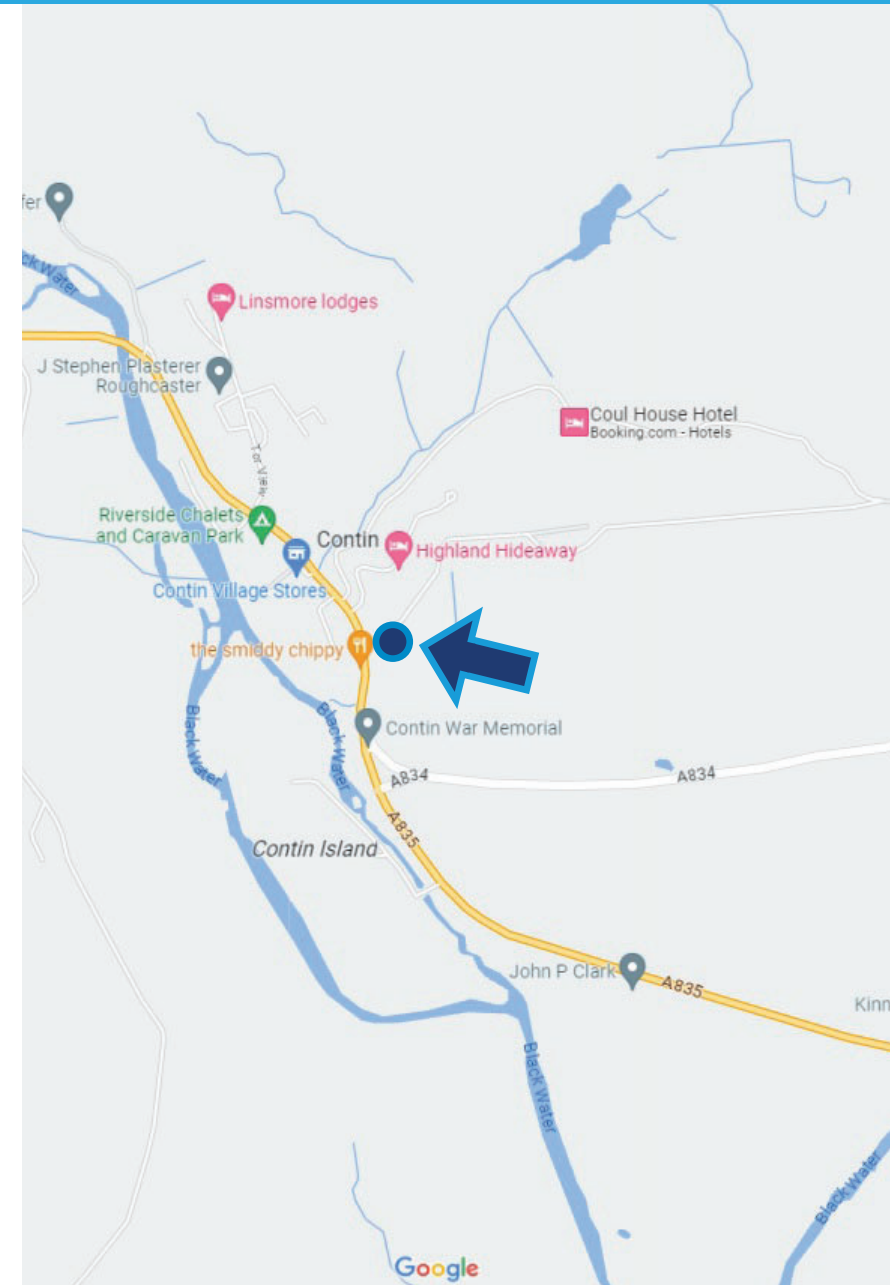 fer
Black Water
Linsmore lodges
J Stephen Plasterer
Roughcaster
Coul House Hotel
Booking.com - Hotels
Tor View
Riverside Chalets
and Caravan Park
Contin
Highland Hideaway
Contin Village Stores
the smiddy chippy
Black Water
Black Water
Contin War Memorial
A834
A834
A835
Contin Island
John P Clark
A835
Kinn
Black Water
Black Water
Google